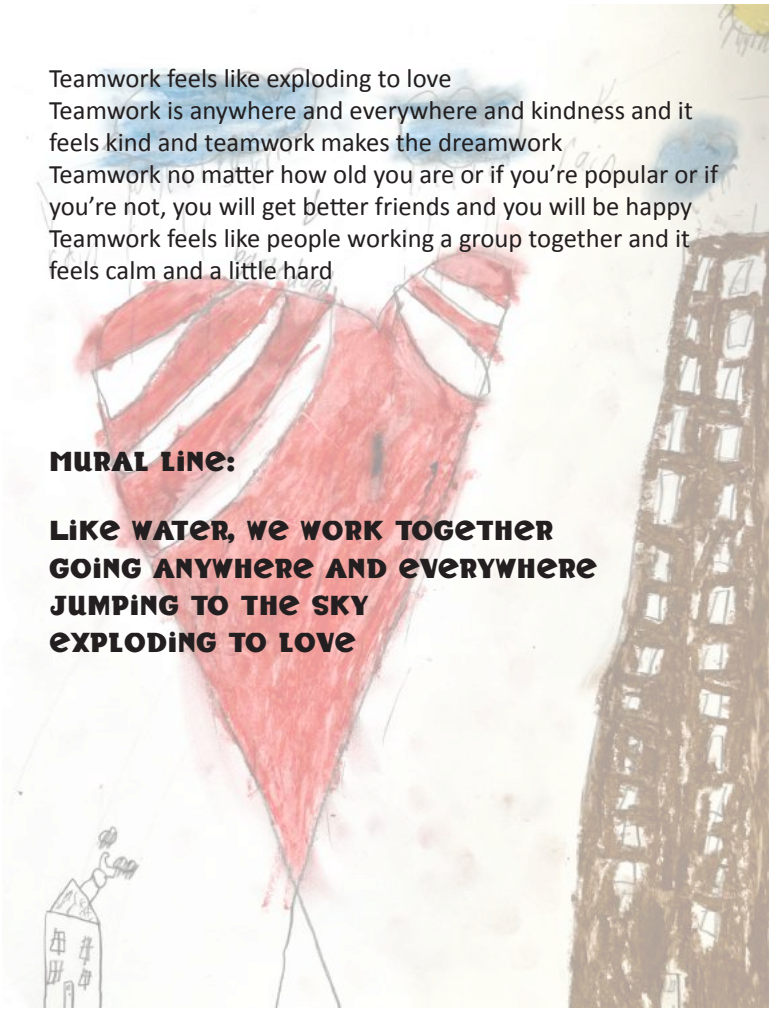 Teamwork feels like exploding to love
Teamwork is anywhere and everywhere and kindness and it
feels kind and teamwork makes the dreamwork
Teamwork no matter how old you are or if you're popular or if
you're not, you will get better friends and you will be happy
Teamwork feels like people working a group together and it
feels calm and a little hard
MURAL LiNe:
LiKe WATeR, We WORK TOGeTHeR
GOiNG ANYWHeRe AND eVeRYWHeRe
JUMPiNG TO THe SKY
eXPLODiNG TO LOVe